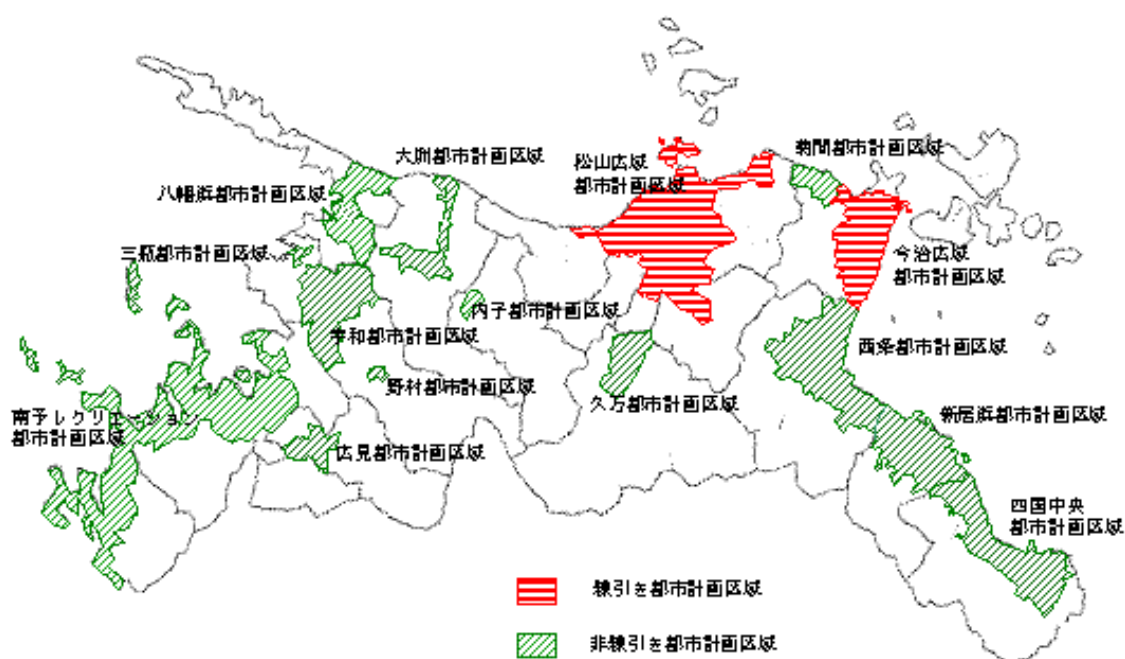 大洲都市計画区域
松山広域
都市計画区域
菊間都市計画区域
八幡浜都市計画区域
三瓶都市計画区域
今治広域
都市計画区域
内子都市計画区域
宇和都市計画区域
西条都市計画区域
野村都市計画区域
久万都市計画区域
新居浜都市計画区域
南予レクリエーション
都市計画区域
広見都市計画区域
四国中央
都市計画区域
線引き都市計画区域
非線引き都市計画区域